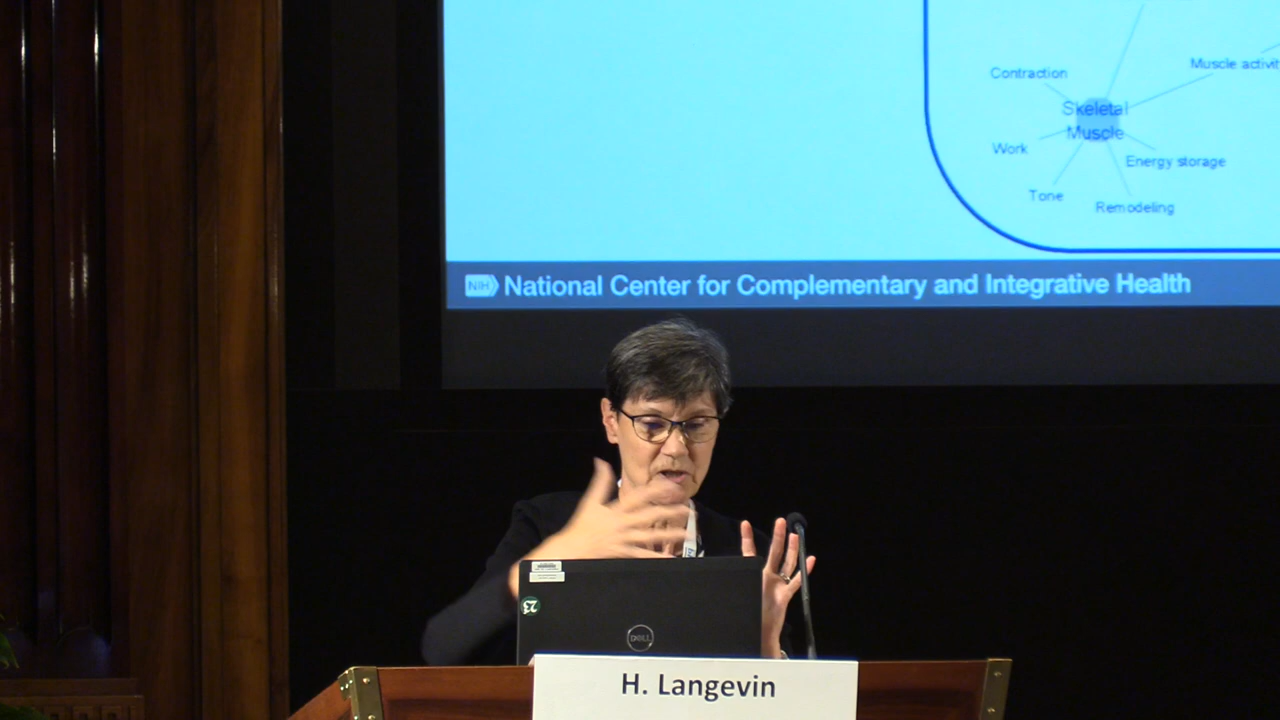 Contraction
Muscle activit
Skeletal
Muscle
Work
Energy storage
Tone
Remodeling
NIH National Center for Complementary and Integrative Health
23
DELL
H. Langevin